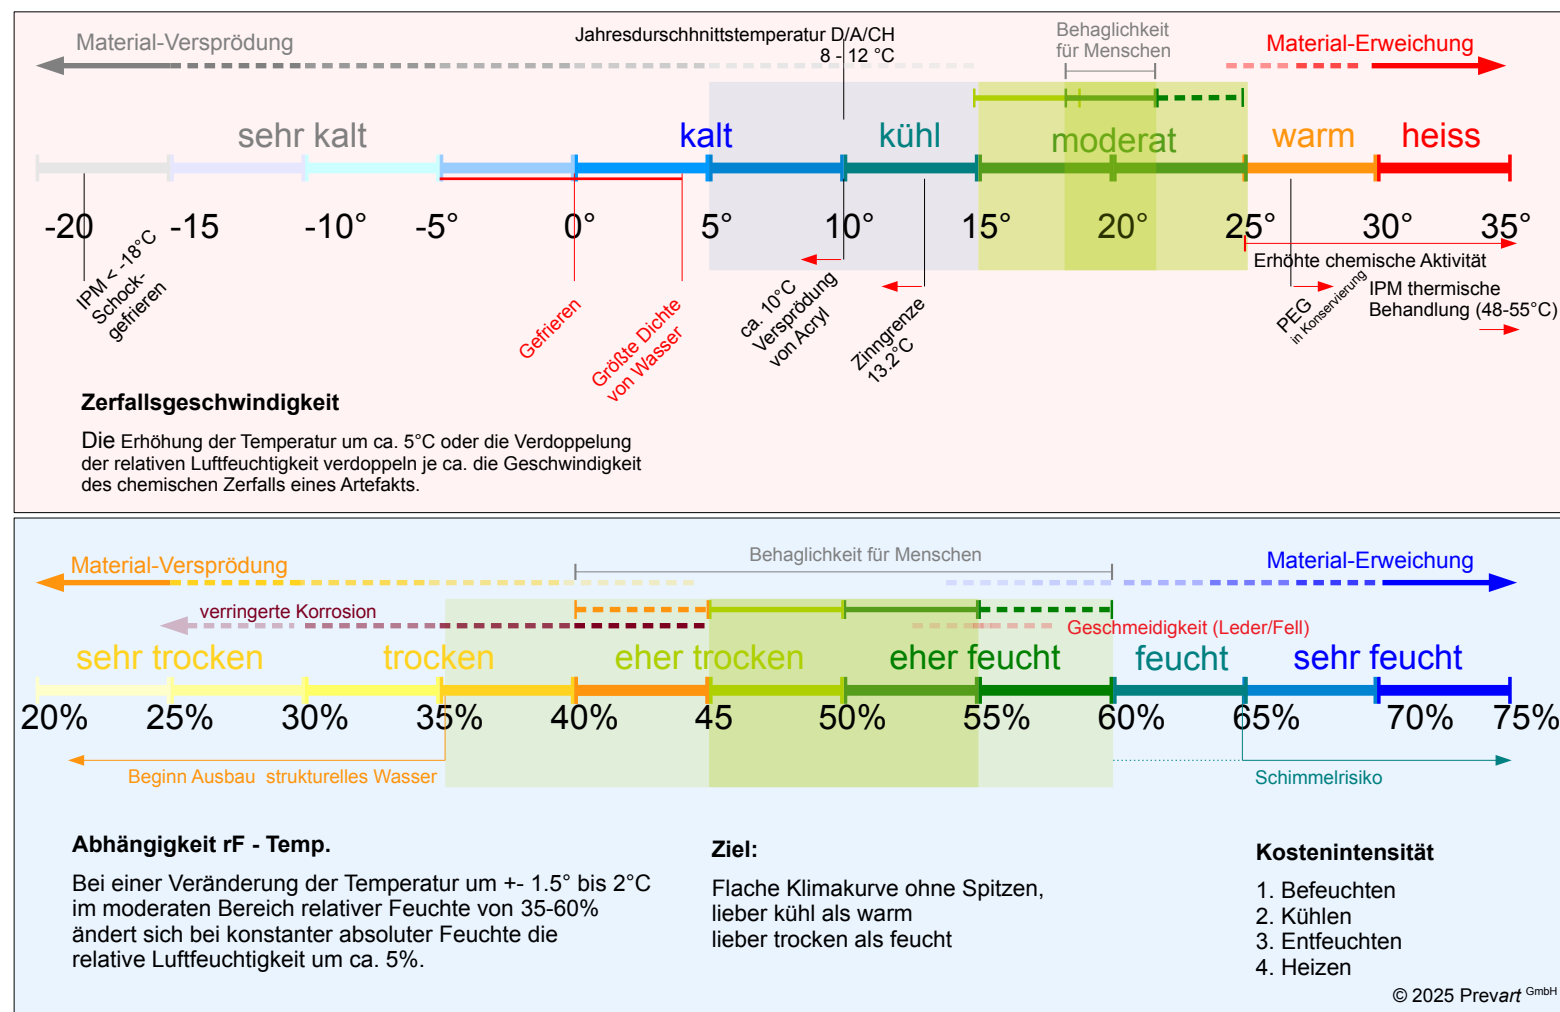 Material-Versprödung
Jahresdurschhnittstemperatur D/A/CH
8 - 12 °C
Behaglichkeit
für Menschen
Material-Erweichung
sehr kalt
kalt
kühl
moderat
warm
heiss
-20
-15
-10°
-5°
0°
5°
10°
15°
20°
25°
30°
35°
IPM < -18°C
Schock-
gefrieren
Gefrieren
Größte Dichte
von Wasser
ca. 10°C
Versprödung
von Acryl
Zinngrenze
13.2°C
Erhöhte chemische Aktivität
PEG
in Konservierung
IPM thermische
Behandlung (48-55°C)
Zerfallsgeschwindigkeit
Die Erhöhung der Temperatur um ca. 5°C oder die Verdoppelung
der relativen Luftfeuchtigkeit verdoppeln je ca. die Geschwindigkeit
des chemischen Zerfalls eines Artefakts.
Material-Versprödung
Behaglichkeit für Menschen
Material-Erweichung
verringerte Korrosion
Geschmeidigkeit (Leder/Fell)
sehr trocken
trocken
eher trocken
eher feucht
feucht
sehr feucht
20%
25%
30%
35%
40%
45
50%
55%
60%
65%
70%
75%
Beginn Ausbau strukturelles Wasser
Schimmelrisiko
Abhängigkeit rF - Temp.
Bei einer Veränderung der Temperatur um +- 1.5° bis 2°C
im moderaten Bereich relativer Feuchte von 35-60%
ändert sich bei konstanter absoluter Feuchte die
relative Luftfeuchtigkeit um ca. 5%.
Ziel:
Flache Klimakurve ohne Spitzen,
lieber kühl als warm
lieber trocken als feucht
Kostenintensität
1. Befeuchten
2. Kühlen
3. Entfeuchten
4. Heizen
© 2025 Prevart GmbH